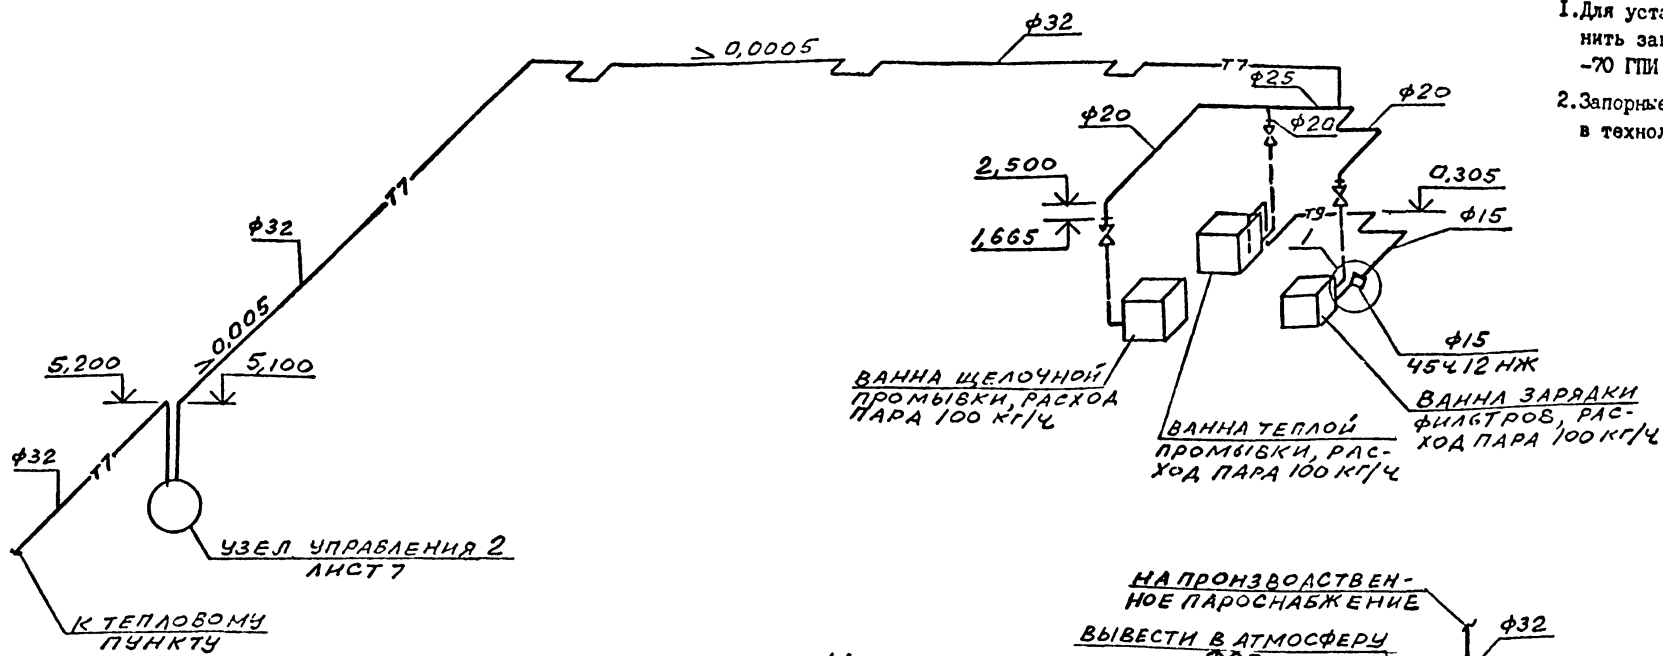 1.Для уста
нить за
-70 ГПИ
2.Запорные
в технол
ф32
> 0,0005
Т7
ф25
ф20
ф20
ф20
2,500
1,665
0,305
Т9
ф15
1
Т7
ф32
> 0,005
5,200
5,100
ф32
Т7
ф15
45ч12 НЖ
ВАННА ЩЕЛОЧНОЙ
ПРОМЫВКИ, РАСХОД
ПАРА 100 КГ/Ч
ВАННА ТЕПЛОЙ
ПРОМЫВКИ, РАС-
ХОД ПАРА 100 КГ/Ч
ВАННА ЗАРЯДКИ
ФИЛЬТРОВ, РАС-
ХОД ПАРА 100 КГ/Ч
УЗЕЛ УПРАВЛЕНИЯ 2
ЛИСТ 7
К ТЕПЛОВОМУ
ПУНКТУ
НА ПРОИЗВОДСТВЕН-
НОЕ ПАРОСНАБЖЕНИЕ
ВЫВЕСТИ В АТМОСФЕРУ
ф32